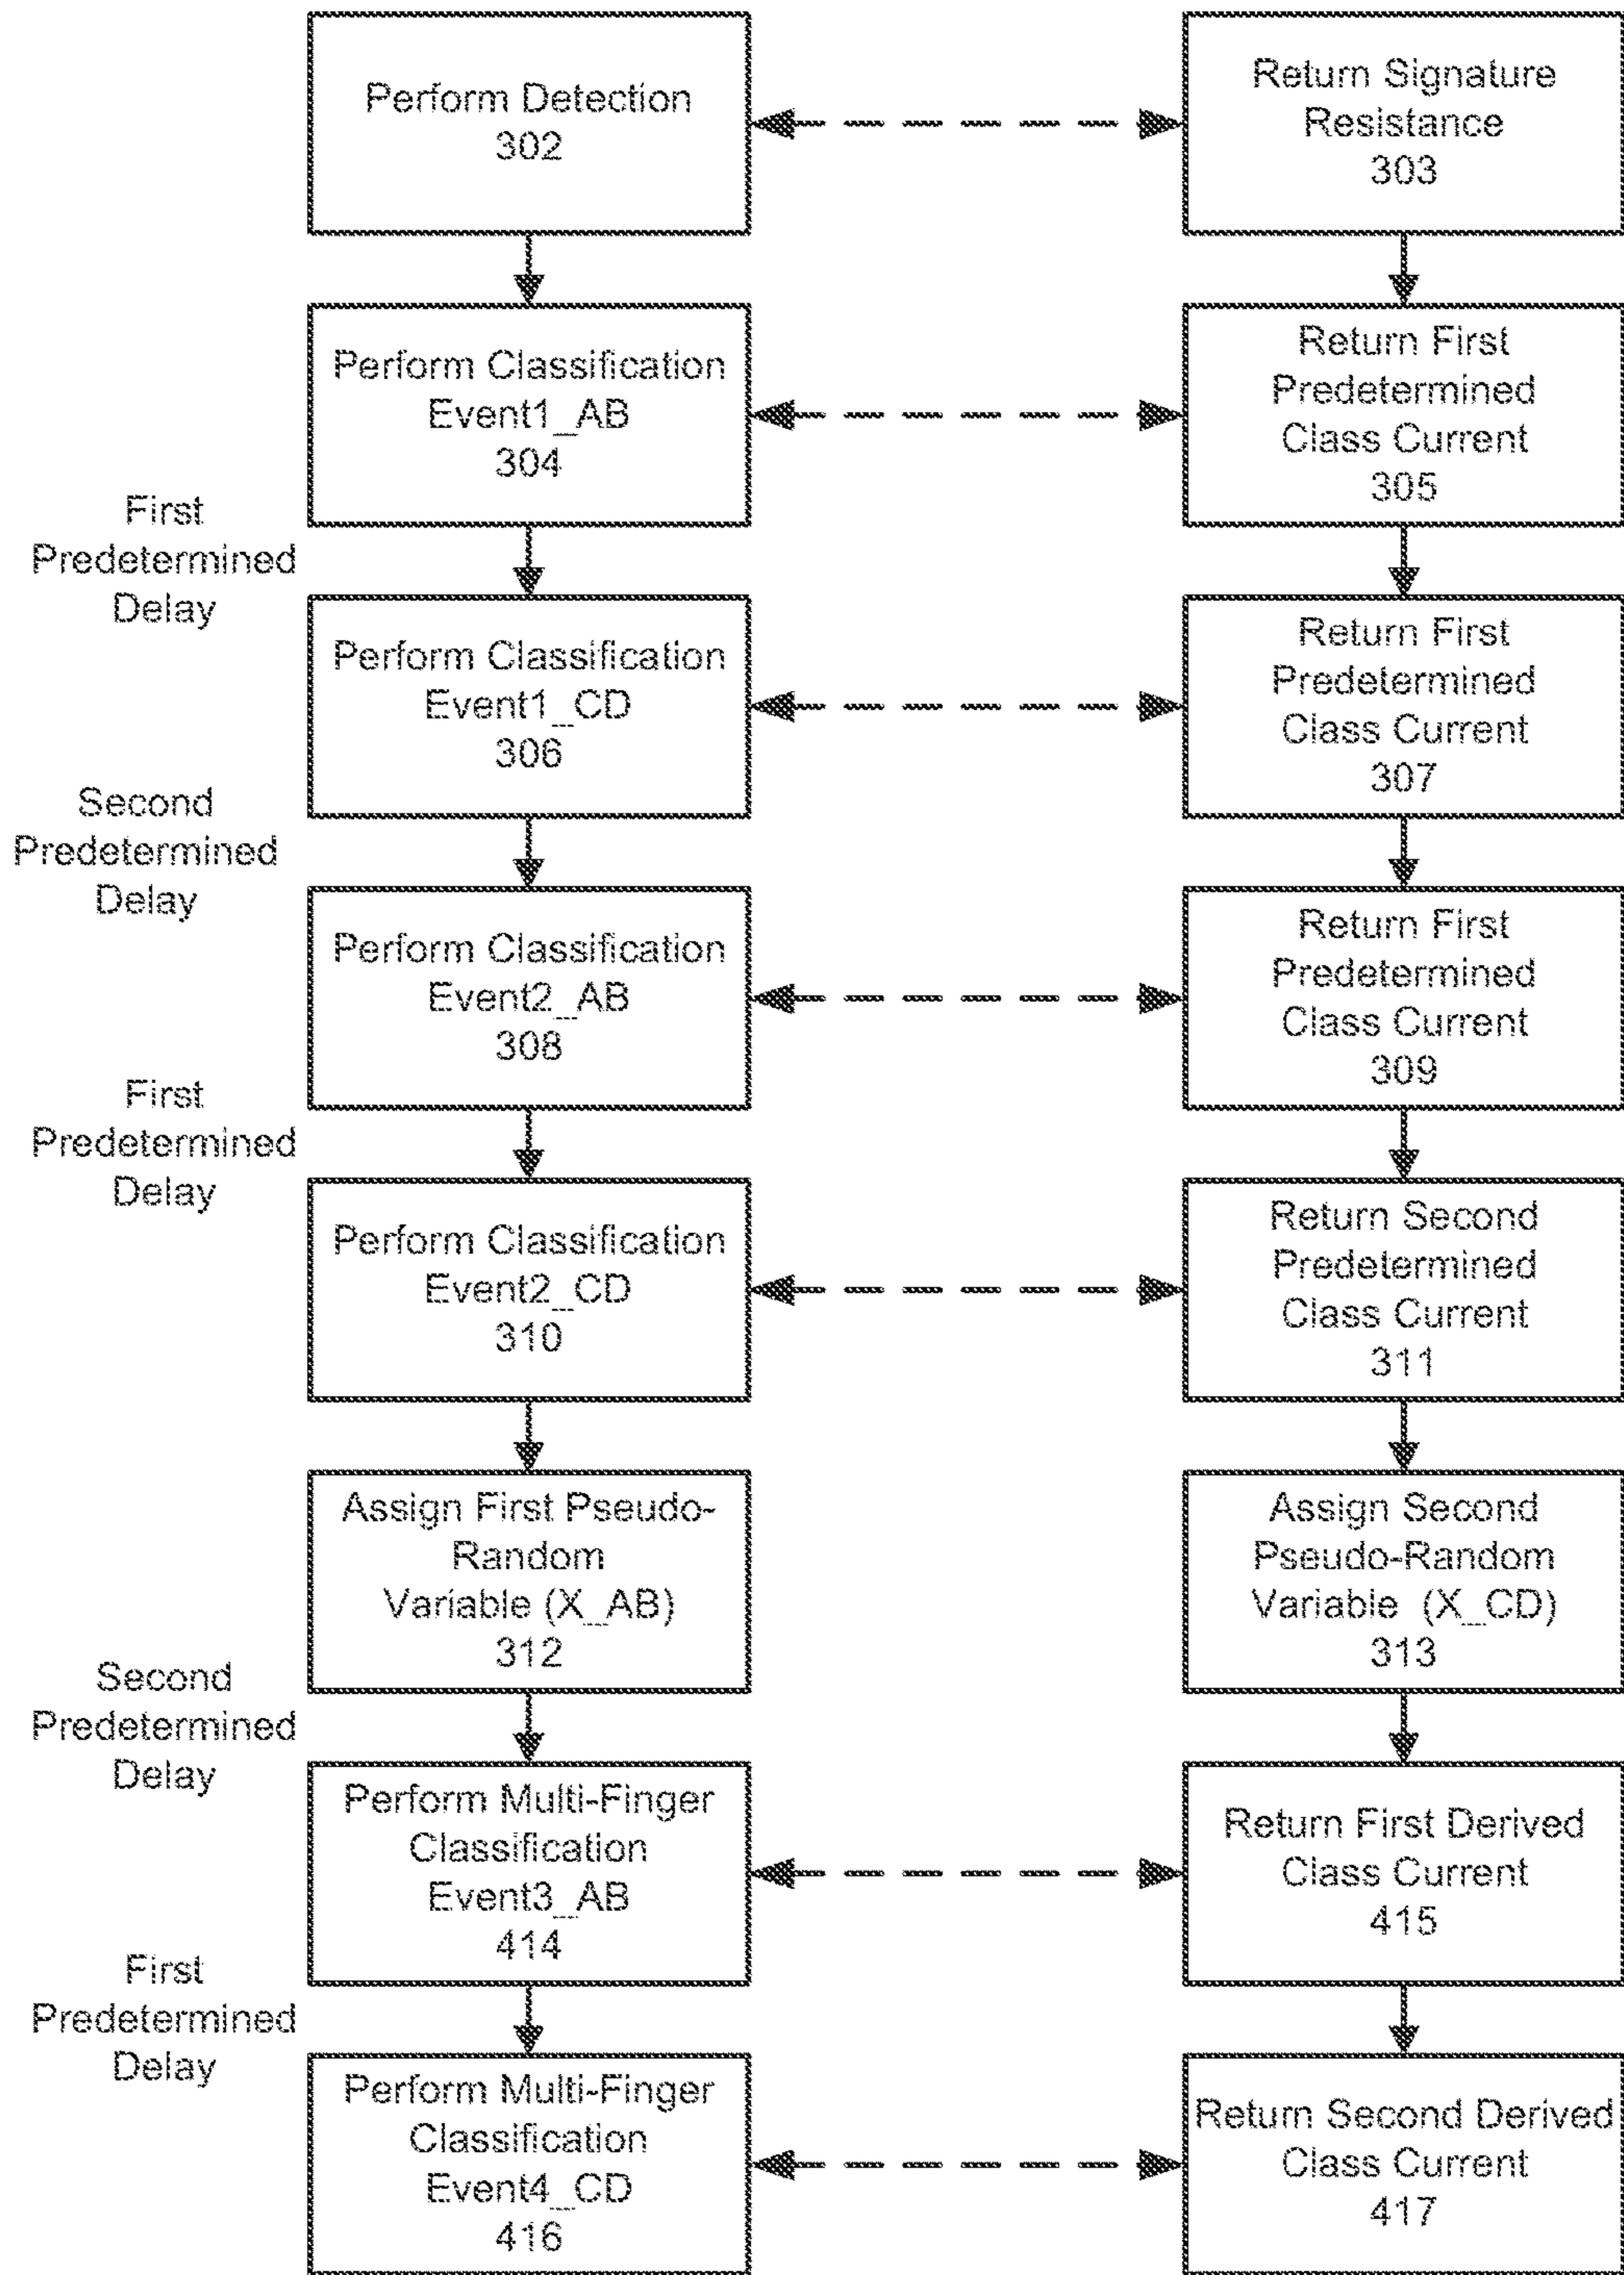 Perform Detection
302
Return Signature
Resistance
303
Perform Classification
Event1_AB
304
Return First
Predetermined
Class Current
305
First
Predetermined
Delay
Perform Classification
Event1_CD
306
Return First
Predetermined
Class Current
307
Second
Predetermined
Delay
Perform Classification
Event2_AB
308
Return First
Predetermined
Class Current
309
First
Predetermined
Delay
Perform Classification
Event2_CD
310
Return Second
Predetermined
Class Current
311
Assign First Pseudo-
Random
Variable (X_AB)
312
Assign Second
Pseudo-Random
Variable (X_CD)
313
Second
Predetermined
Delay
Perform Multi-Finger
Classification
Event3_AB
414
Return First Derived
Class Current
415
First
Predetermined
Delay
Perform Multi-Finger
Classification
Event4_CD
416
Return Second Derived
Class Current
417